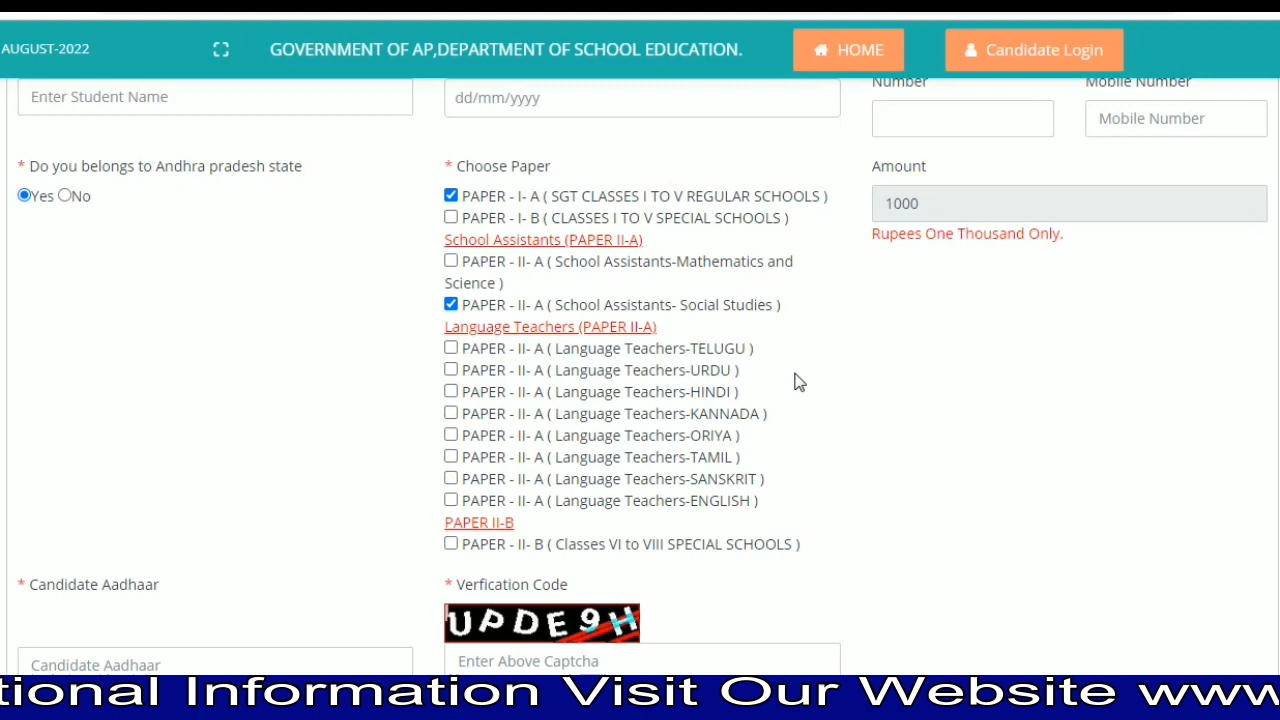 AUGUST-2022
GOVERNMENT OF AP,DEPARTMENT OF SCHOOL EDUCATION.
HOME
Candidate Login
Enter Student Name
dd/mm/yyyy
Number
Mobile Number
Mobile Number
* Do you belongs to Andhra pradesh state
Yes No
* Choose Paper
PAPER - I- A ( SGT CLASSES I TO V REGULAR SCHOOLS )
PAPER - I- B ( CLASSES I TO V SPECIAL SCHOOLS )
School Assistants (PAPER II-A)
PAPER - II- A ( School Assistants-Mathematics and
Science )
PAPER - II- A ( School Assistants- Social Studies )
Language Teachers (PAPER II-A)
PAPER - II- A ( Language Teachers-TELUGU )
PAPER - II- A ( Language Teachers-URDU )
PAPER - II- A ( Language Teachers-HINDI )
PAPER - II- A ( Language Teachers-KANNADA )
PAPER - II- A ( Language Teachers-ORIYA )
PAPER - II- A ( Language Teachers-TAMIL )
PAPER - II- A ( Language Teachers-SANSKRIT )
PAPER - II- A ( Language Teachers-ENGLISH )
PAPER II-B
PAPER - II- B ( Classes VI to VIII SPECIAL SCHOOLS )
Amount
1000
Rupees One Thousand Only.
* Candidate Aadhaar
Candidate Aadhaar
* Verfication Code
UPDE9H
Enter Above Captcha
tional Information Visit Our Website www